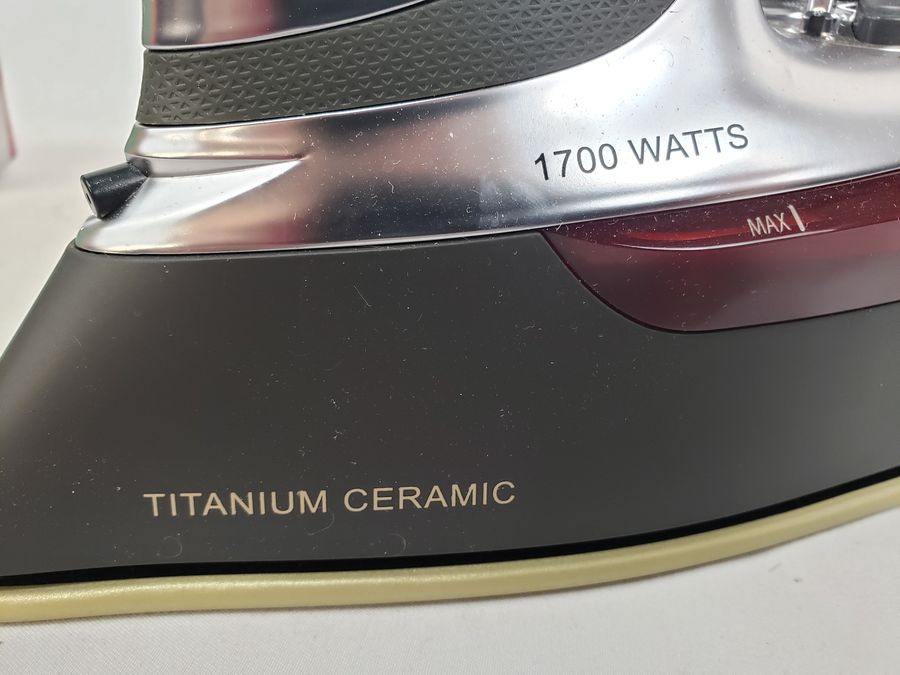 1700 WATTS
MAX
TITANIUM CERAMIC